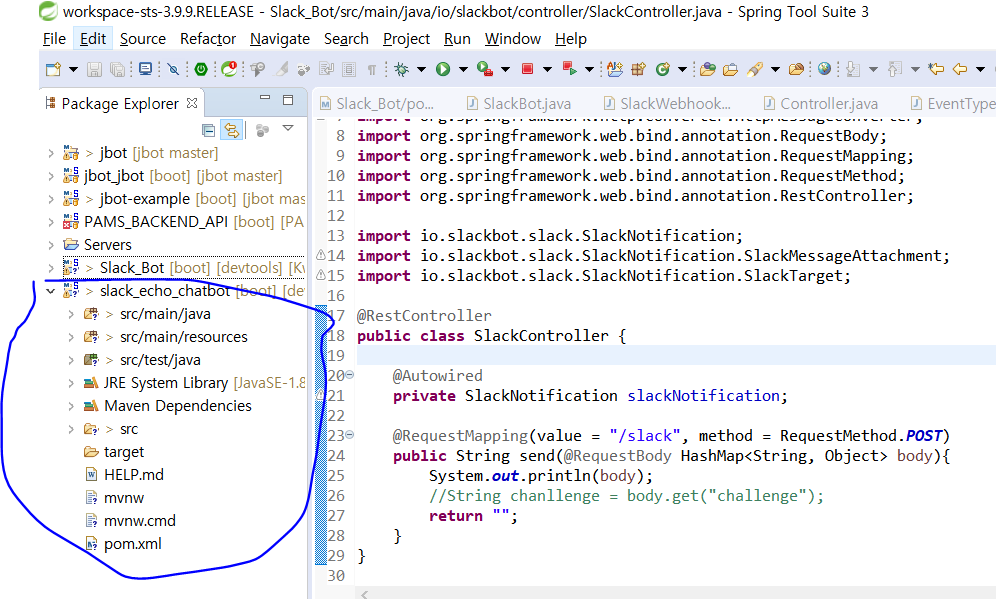 workspace-sts-3.9.9.RELEASE - Slack_Bot/src/main/java/io/slackbot/controller/SlackController.java - Spring Tool Suite 3
File Edit Source Refactor Navigate Search Project Run Window Help
Package Explorer
> jbot [jbot master]
jbot_jbot [boot] [jbot master]
> jbot-example [boot] [jbot mas
PAMS_BACKEND_API [boot] [PA
Servers
> Slack_Bot [boot] [devtools] [Kv
> slack_echo_chatbot [boot] [de
> src/main/java
> src/main/resources
> src/test/java
JRE System Library [JavaSE-1.8
Maven Dependencies
> src
target
HELP.md
mvnw
mvnw.cmd
pom.xml
Slack_Bot/po... SlackBot.java SlackWebhook... Controller.java EventType
7 import org.springframework.http.converter.HttpMessageConverter;
8 import org.springframework.web.bind.annotation.RequestBody;
9 import org.springframework.web.bind.annotation.RequestMapping;
10 import org.springframework.web.bind.annotation.RequestMethod;
11 import org.springframework.web.bind.annotation.RestController;
12
13 import io.slackbot.slack.SlackNotification;
14 import io.slackbot.slack.SlackNotification.SlackMessageAttachment;
15 import io.slackbot.slack.SlackNotification.SlackTarget;
16
17 @RestController
18 public class SlackController {
19
20 @Autowired
21 private SlackNotification slackNotification;
22
23 @RequestMapping(value = "/slack", method = RequestMethod.POST)
24 public String send(@RequestBody HashMap<String, Object> body){
25 System.out.println(body);
26 //String chanllenge = body.get("challenge");
27 return "";
28 }
29 }
30